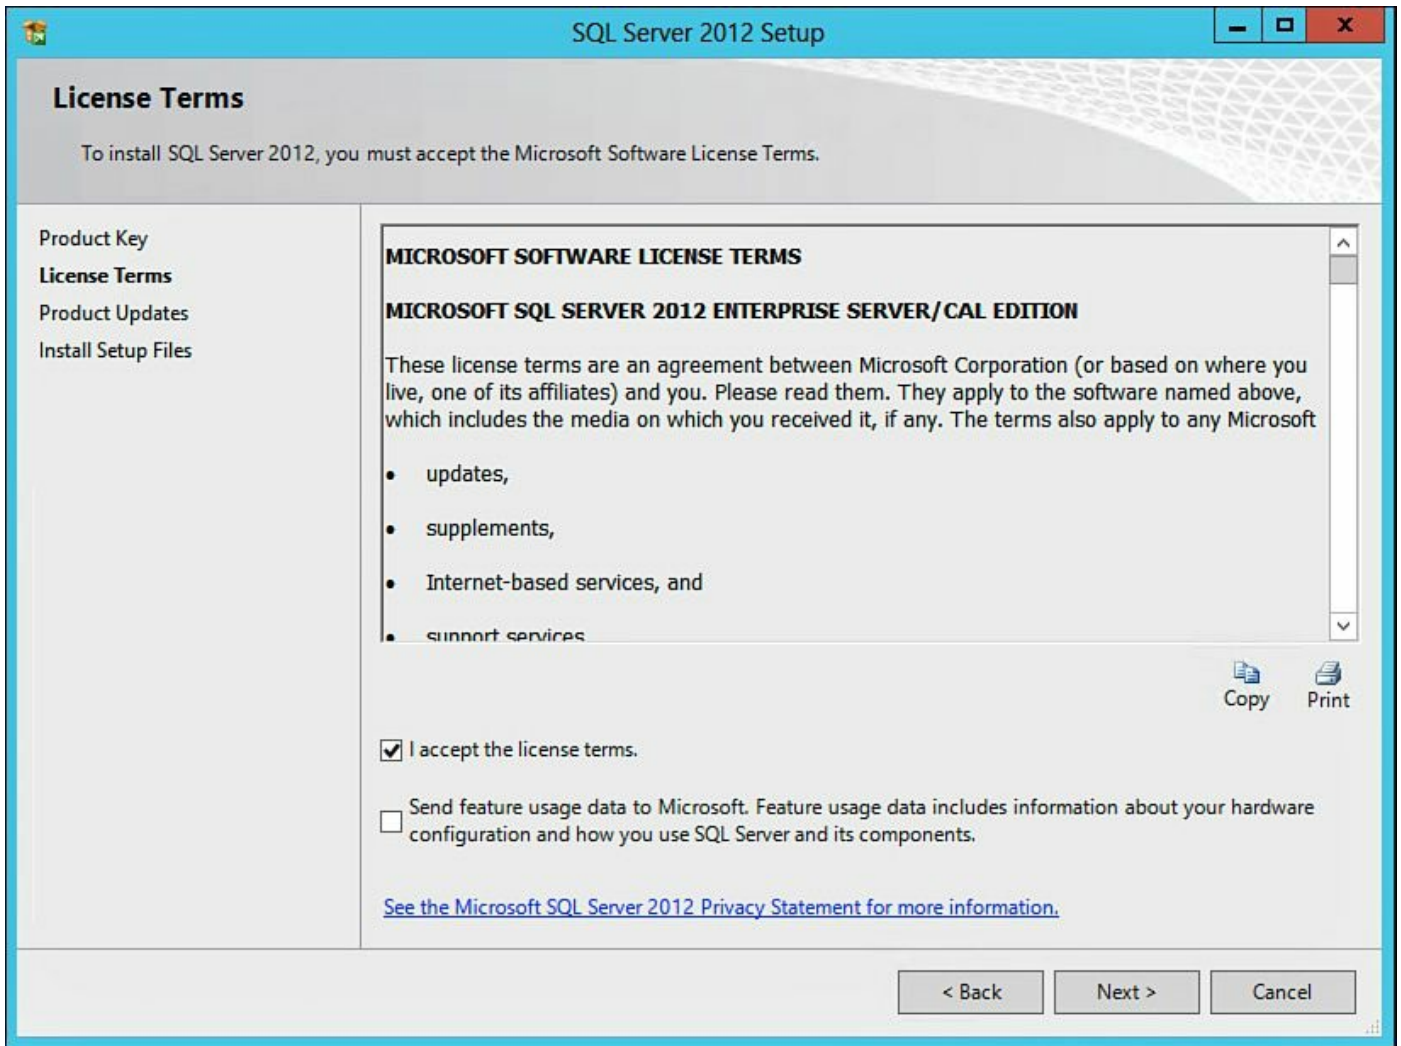 SQL Server 2012 Setup
License Terms
To install SQL Server 2012, you must accept the Microsoft Software License Terms.
Product Key
License Terms
Product Updates
Install Setup Files
MICROSOFT SOFTWARE LICENSE TERMS
MICROSOFT SQL SERVER 2012 ENTERPRISE SERVER/CAL EDITION
These license terms are an agreement between Microsoft Corporation (or based on where you
live, one of its affiliates) and you. Please read them. They apply to the software named above,
which includes the media on which you received it, if any. The terms also apply to any Microsoft
• updates,
• supplements,
• Internet-based services, and
• support services
Copy
Print
I accept the license terms.
Send feature usage data to Microsoft. Feature usage data includes information about your hardware
configuration and how you use SQL Server and its components.
See the Microsoft SQL Server 2012 Privacy Statement for more information.
< Back
Next >
Cancel